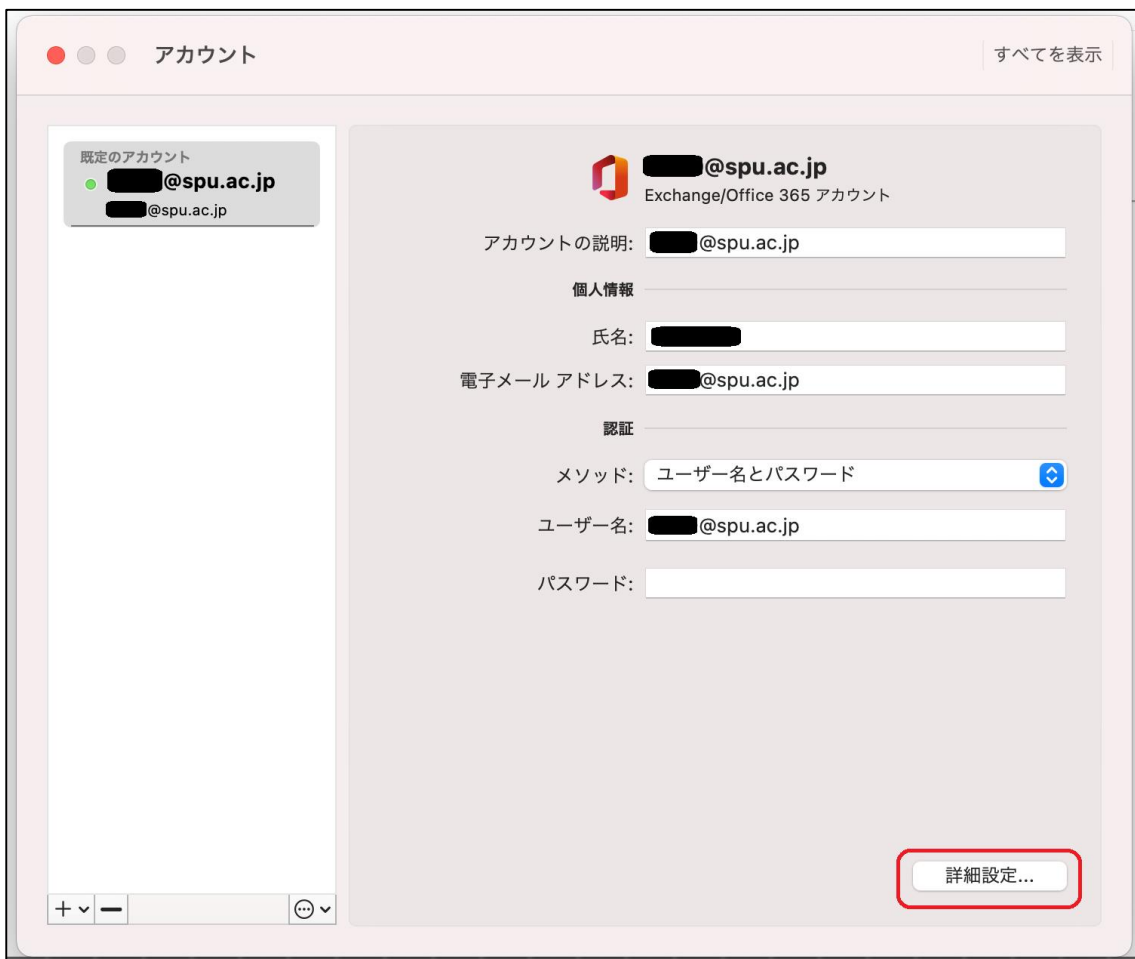 アカウント
すべてを表示
既定のアカウント
@spu.ac.jp
@spu.ac.jp
@spu.ac.jp
Exchange/Office 365 アカウント
アカウントの説明: @spu.ac.jp
個人情報
氏名:
電子メール アドレス: @spu.ac.jp
認証
メソッド: ユーザー名とパスワード
ユーザー名: @spu.ac.jp
パスワード:
詳細設定...